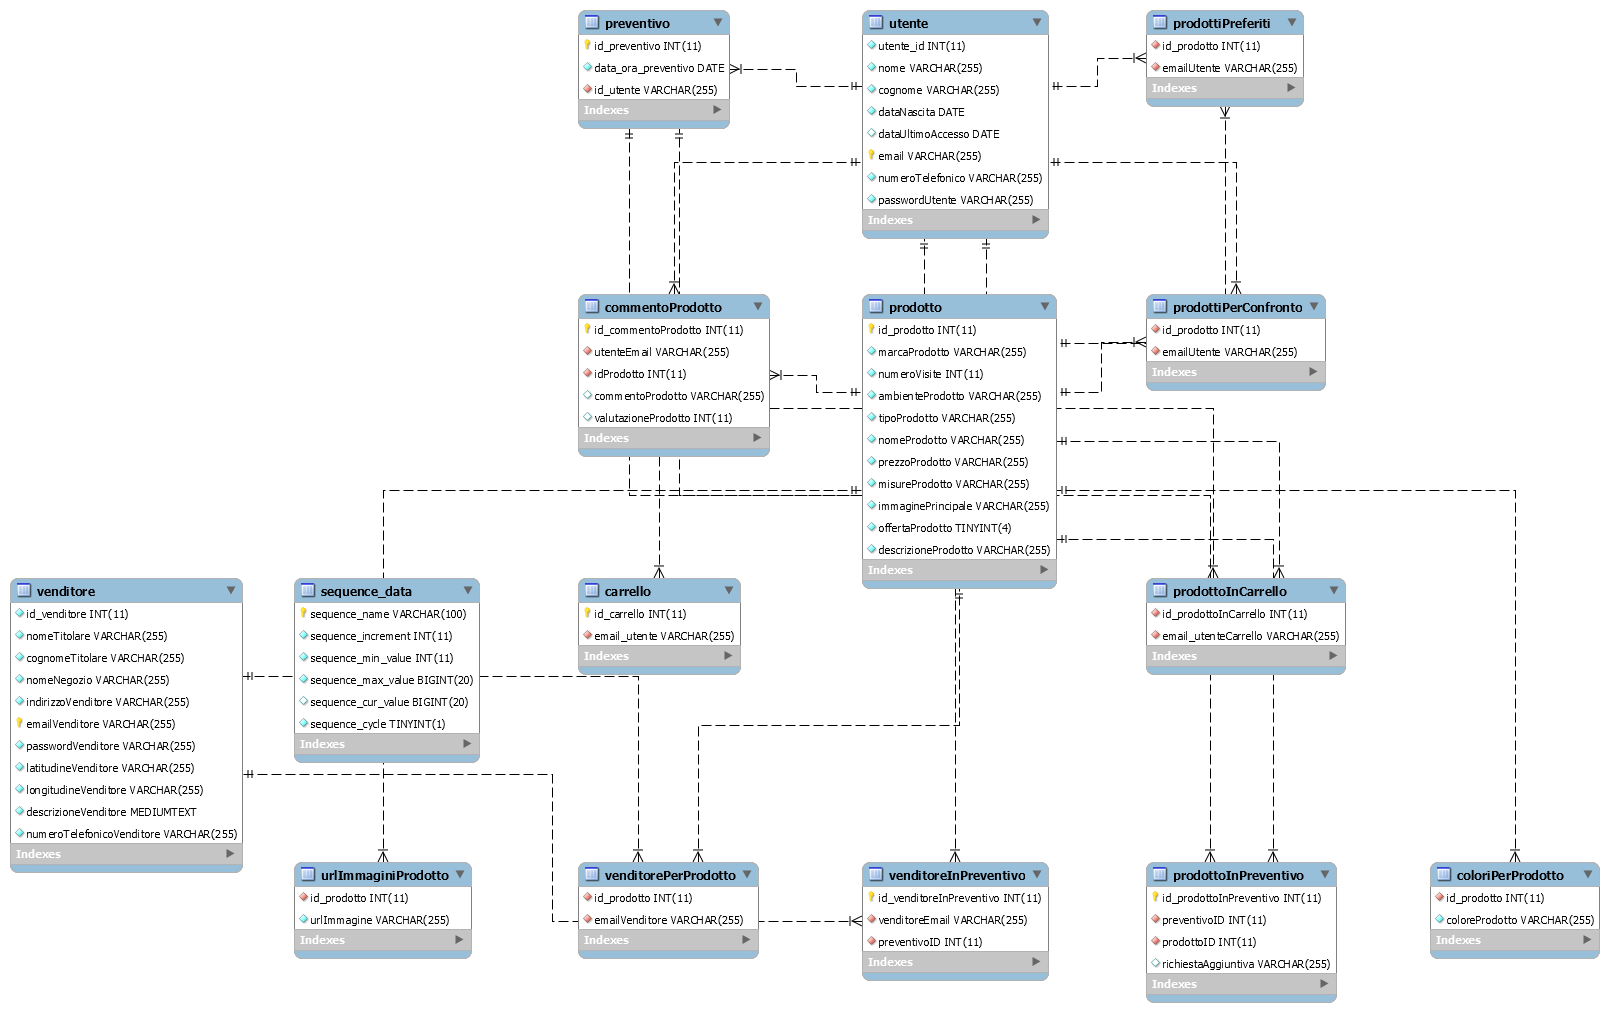 preventivo
id_preventivo INT(11)
data_ora_preventivo DATE
id_utente VARCHAR(255)
Indexes
utente
utente_id INT(11)
nome VARCHAR(255)
cognome VARCHAR(255)
dataNascita DATE
dataUltimoAccesso DATE
email VARCHAR(255)
numeroTelefonico VARCHAR(255)
passwordUtente VARCHAR(255)
Indexes
prodottiPreferiti
id_prodotto INT(11)
emailUtente VARCHAR(255)
Indexes
commentoProdotto
id_commentoProdotto INT(11)
utenteEmail VARCHAR(255)
idProdotto INT(11)
commentoProdotto VARCHAR(255)
valutazioneProdotto INT(11)
Indexes
prodotto
id_prodotto INT(11)
marcaProdotto VARCHAR(255)
numeroVisite INT(11)
ambienteProdotto VARCHAR(255)
tipoProdotto VARCHAR(255)
nomeProdotto VARCHAR(255)
prezzoProdotto VARCHAR(255)
misureProdotto VARCHAR(255)
immaginePrincipale VARCHAR(255)
offertaProdotto TINYINT(4)
descrizioneProdotto VARCHAR(255)
Indexes
prodottiPerConfronto
id_prodotto INT(11)
emailUtente VARCHAR(255)
Indexes
venditore
id_venditore INT(11)
nomeTitolare VARCHAR(255)
cognomeTitolare VARCHAR(255)
nomeNegozio VARCHAR(255)
indirizzoVenditore VARCHAR(255)
emailVenditore VARCHAR(255)
passwordVenditore VARCHAR(255)
latitudineVenditore VARCHAR(255)
longitudineVenditore VARCHAR(255)
descrizioneVenditore MEDIUMTEXT
numeroTelefonicoVenditore VARCHAR(255)
Indexes
sequence_data
sequence_name VARCHAR(100)
sequence_increment INT(11)
sequence_min_value INT(11)
sequence_max_value BIGINT(20)
sequence_cur_value BIGINT(20)
sequence_cycle TINYINT(1)
Indexes
carrello
id_carrello INT(11)
email_utente VARCHAR(255)
Indexes
prodottoInCarrello
id_prodottoInCarrello INT(11)
email_utenteCarrello VARCHAR(255)
Indexes
urlImmaginiProdotto
id_prodotto INT(11)
urlImmagine VARCHAR(255)
Indexes
venditorePerProdotto
id_prodotto INT(11)
emailVenditore VARCHAR(255)
Indexes
venditoreInPreventivo
id_venditoreInPreventivo INT(11)
venditoreEmail VARCHAR(255)
preventivoID INT(11)
Indexes
prodottoInPreventivo
id_prodottoInPreventivo INT(11)
preventivoID INT(11)
prodottoID INT(11)
richiestaAggiuntiva VARCHAR(255)
Indexes
coloriPerProdotto
id_prodotto INT(11)
coloreProdotto VARCHAR(255)
Indexes